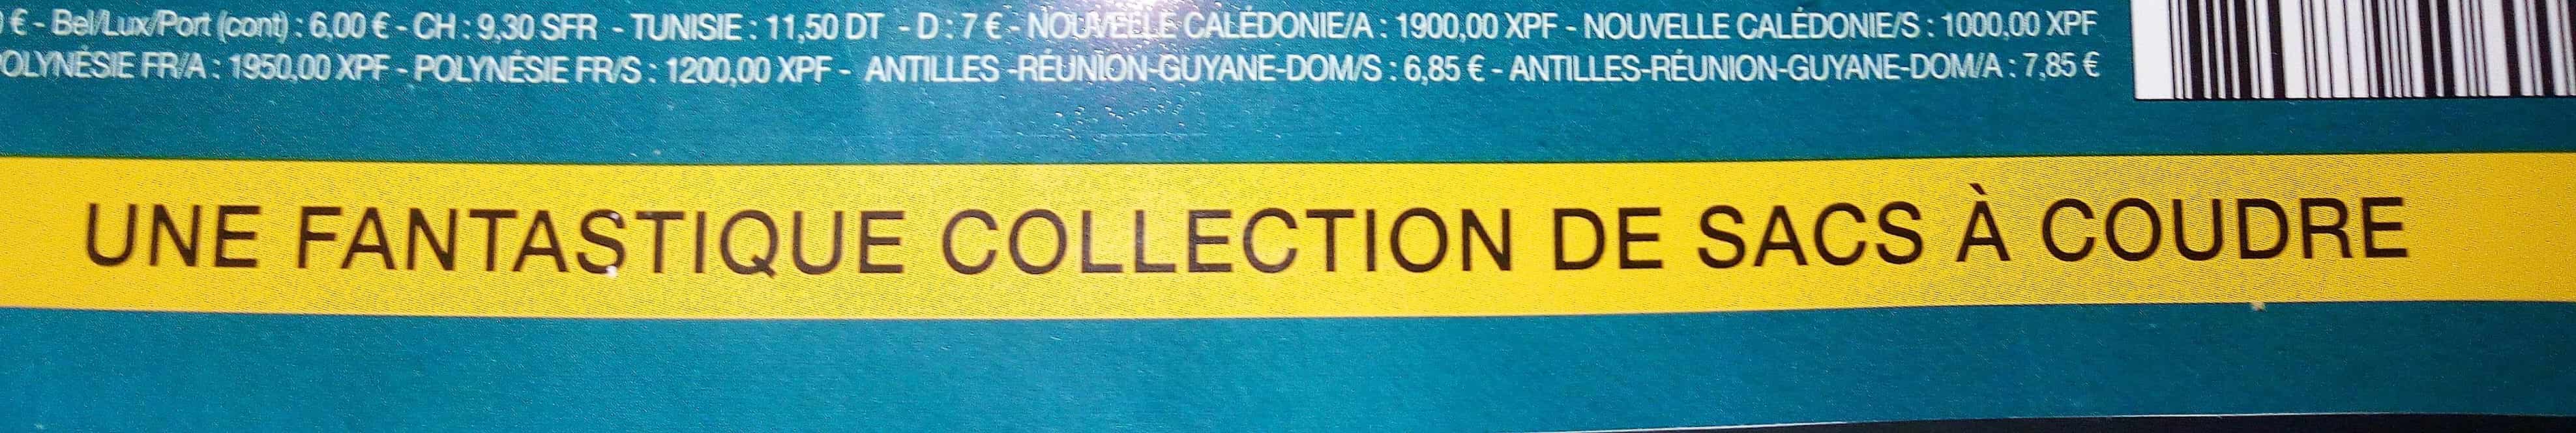 € - Bel/Lux/Port (cont) : 6,00 € - CH : 9,30 SFR - TUNISIE : 11,50 DT - D : 7 € - NOUVELLE CALÉDONIE/A : 1900,00 XPF - NOUVELLE CALÉDONIE/S : 1000,00 XPF
OLYNÉSIE FR/A : 1950,00 XPF - POLYNÉSIE FR/S : 1200,00 XPF - ANTILLES -RÉUNION-GUYANE-DOM/S : 6,85 € - ANTILLES-RÉUNION-GUYANE-DOM/A : 7,85 €
UNE FANTASTIQUE COLLECTION DE SACS À COUDRE